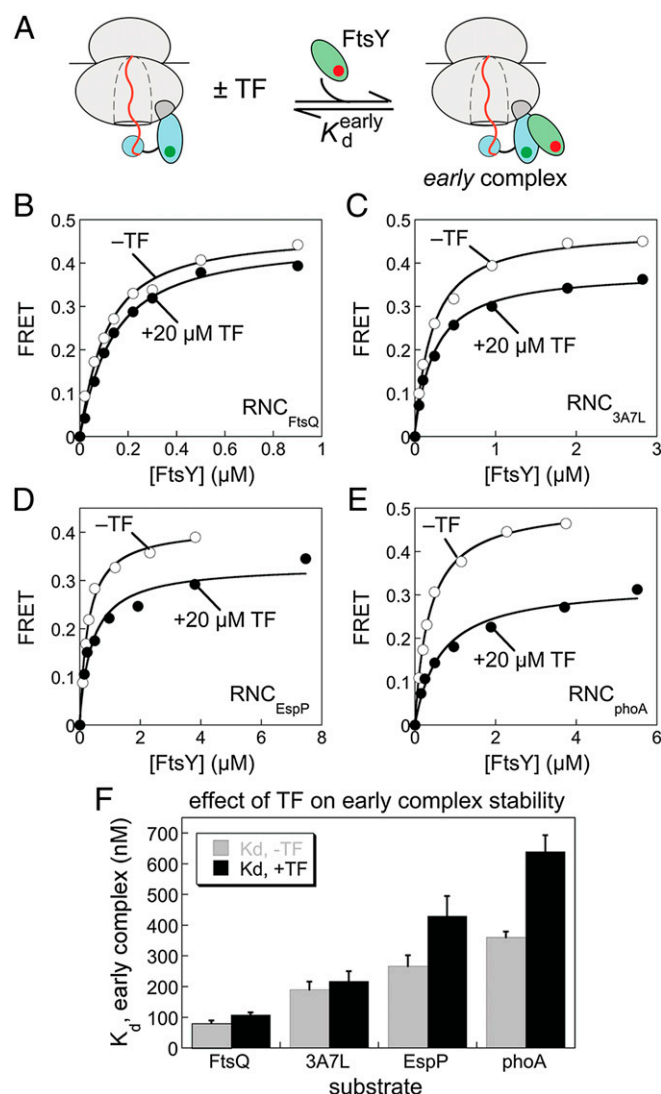 A
± TF
FtsY
K_d^early
early complex
B
0.5
0.4
0.3
0.2
0.1
0
FRET
–TF
+20 µM TF
RNC_FtsQ
0 0.2 0.4 0.6 0.8 1
[FtsY] (µM)
C
0.5
0.4
0.3
0.2
0.1
0
FRET
–TF
+20 µM TF
RNC_3A7L
0 1 2 3
[FtsY] (µM)
D
0.4
0.3
0.2
0.1
0
FRET
–TF
+20 µM TF
RNC_EspP
0 2 4 6 8
[FtsY] (µM)
E
0.5
0.4
0.3
0.2
0.1
0
FRET
–TF
+20 µM TF
RNC_phoA
0 2 4 6
[FtsY] (µM)
F
effect of TF on early complex stability
K_d, early complex (nM)
700
600
500
400
300
200
100
0
Kd, -TF
Kd, +TF
FtsQ 3A7L EspP phoA
substrate